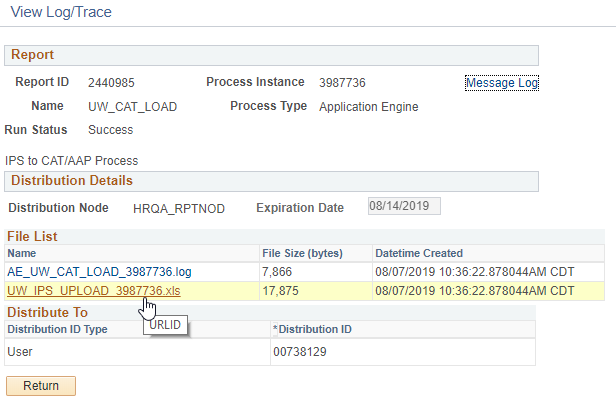 View Log/Trace
Report
Report ID 2440985 Process Instance 3987736 Message Log
Name UW_CAT_LOAD Process Type Application Engine
Run Status Success
IPS to CAT/AAP Process
Distribution Details
Distribution Node HRQA_RPTNOD Expiration Date 08/14/2019
File List
Name File Size (bytes) Datetime Created
AE_UW_CAT_LOAD_3987736.log 7,866 08/07/2019 10:36:22.878044AM CDT
UW_IPS_UPLOAD_3987736.xls 17,875 08/07/2019 10:36:22.878044AM CDT
URLID
Distribute To
Distribution ID Type *Distribution ID
User 00738129
Return